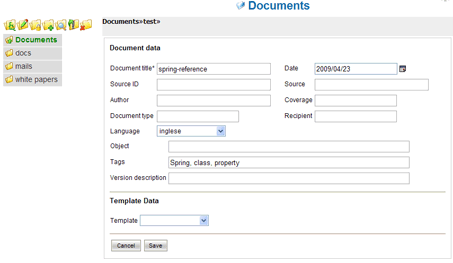 Documents
Documents»test»
Documents
docs
mails
white papers
Document data
Document title* spring-reference Date 2009/04/23
Source ID Source
Author Coverage
Document type Recipient
Language inglese
Object
Tags Spring, class, property
Version description
Template Data
Template
Cancel Save